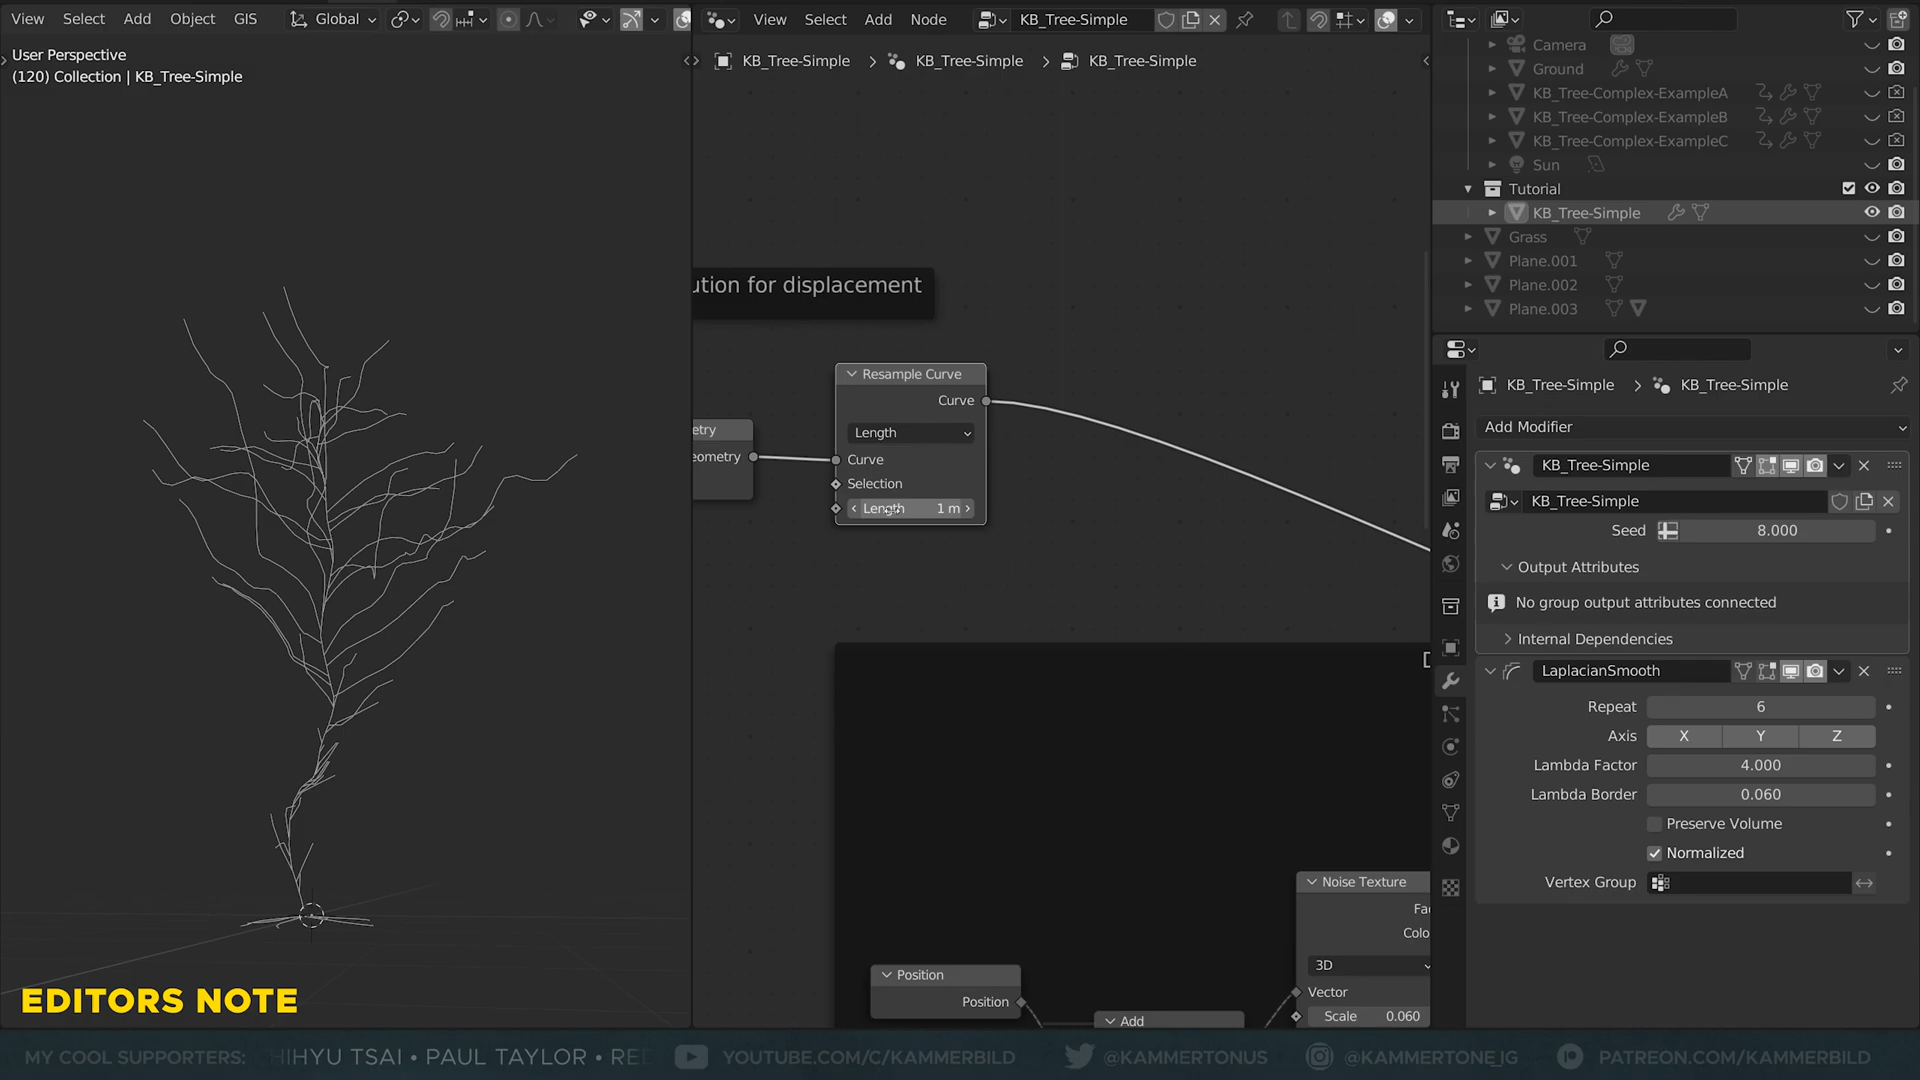 View Select Add Object GIS Global
User Perspective
(120) Collection | KB_Tree-Simple
EDITORS NOTE
View Select Add Node KB_Tree-Simple
KB_Tree-Simple KB_Tree-Simple KB_Tree-Simple
ution for displacement
etry
eometry
Resample Curve
Curve
Length
Curve
Selection
Length 1 m
Noise Texture
Fac
Colo
3D
Vector
Scale 0.060
Position
Position
Add
Camera
Ground
KB_Tree-Complex-ExampleA
KB_Tree-Complex-ExampleB
KB_Tree-Complex-ExampleC
Sun
Tutorial
KB_Tree-Simple
Grass
Plane.001
Plane.002
Plane.003
KB_Tree-Simple KB_Tree-Simple
Add Modifier
KB_Tree-Simple
KB_Tree-Simple
Seed 8.000
Output Attributes
No group output attributes connected
Internal Dependencies
LaplacianSmooth
Repeat 6
Axis X Y Z
Lambda Factor 4.000
Lambda Border 0.060
Preserve Volume
Normalized
Vertex Group
MY COOL SUPPORTERS: HIHYU TSAI • PAUL TAYLOR • RE YOUTUBE.COM/C/KAMMERBILD @KAMMERTONUS @KAMMERTONE_IG PATREON.COM/KAMMERBILD